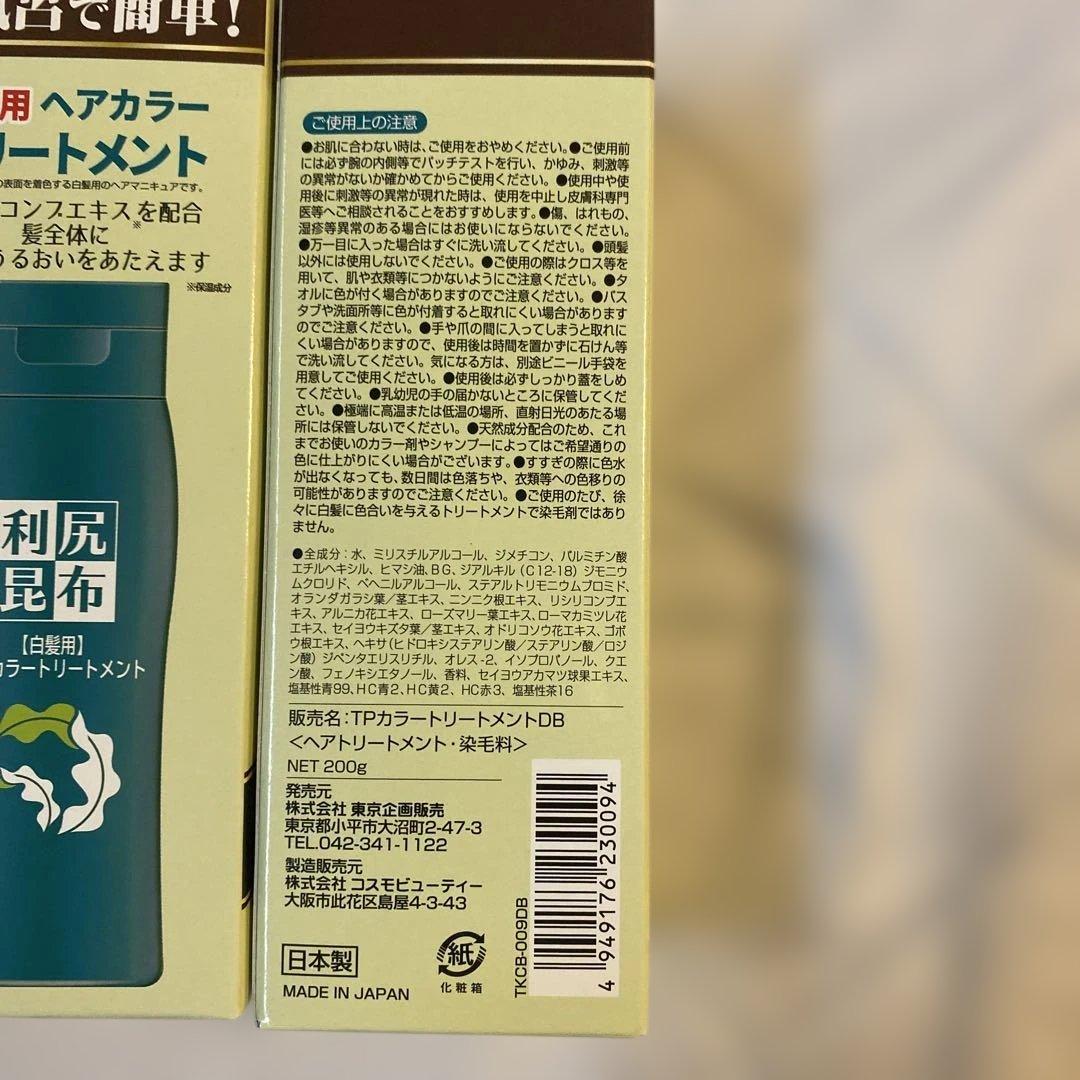 で簡単!
用 ヘアカラー
リートメント
の表面を着色する白髪用のヘアマニキュアです。
コンブエキスを配合
※
髪全体に
うるおいをあたえます
※保湿成分
利尻
昆布
【白髪用】
カラートリートメント
ご使用上の注意
●お肌に合わない時は、ご使用をおやめください。●ご使用前
には必ず腕の内側等でパッチテストを行い、かゆみ、刺激等
の異常がないか確かめてからご使用ください。●使用中や使
用後に刺激等の異常が現れた時は、使用を中止し皮膚科専門
医等へご相談されることをおすすめします。●傷、はれもの、
湿疹等異常のある場合にはお使いにならないでください。
●万一目に入った場合はすぐに洗い流してください。●頭髪
以外には使用しないでください。●ご使用の際はクロス等を
用いて、肌や衣類等につかないようにご注意ください。●タ
オルに色が付く場合がありますのでご注意ください。●バス
タブや洗面所等に色が付着すると取れにくい場合があります
のでご注意ください。●手や爪の間に入ってしまうと取れに
くい場合がありますので、使用後は時間を置かずに石けん等
で洗い流してください。気になる方は、別途ビニール手袋を
用意してご使用ください。●使用後は必ずしっかり蓋をしめ
てください。●乳幼児の手の届かないところに保管してくだ
さい。●極端に高温または低温の場所、直射日光のあたる場
所には保管しないでください。●天然成分配合のため、これ
までお使いのカラー剤やシャンプーによってはご希望通りの
色に仕上がりにくい場合がございます。●すすぎの際に色水
が出なくなっても、数日間は色落ちや、衣類等への色移りの
可能性がありますのでご注意ください。●ご使用のたび、徐
々に白髪に色合いを与えるトリートメントで染毛剤ではあり
ません。
●全成分：水、ミリスチルアルコール、ジメチコン、パルミチン酸
エチルヘキシル、ヒマシ油、BG、ジアルキル(C12-18)ジモニウ
ムクロリド、ベヘニルアルコール、ステアルトリモニウムブロミド、
オランダガラシ葉/茎エキス、ニンニク根エキス、リシリコンブエ
キス、アルニカ花エキス、ローズマリー葉エキス、ローマカミツレ花
エキス、セイヨウキズタ葉/茎エキス、オドリコソウ花エキス、ゴボ
ウ根エキス、ヘキサ(ヒドロキシステアリン酸/ステアリン酸/ロジ
ン酸)ジペンタエリスリチル、オレス-2、イソプロパノール、クエ
ン酸、フェノキシエタノール、香料、セイヨウアカマツ球果エキス、
塩基性青99、HC青2、HC黄2、HC赤3、塩基性茶16
販売名：TPカラートリートメントDB
<ヘアトリートメント・染毛料>
NET 200g
発売元
株式会社 東京企画販売
東京都小平市大沼町2-47-3
TEL.042-341-1122
製造販売元
株式会社 コスモビューティー
大阪市此花区島屋4-3-43
日本製
MADE IN JAPAN
紙
化粧箱
TKCB-009DB
4 949176 230094